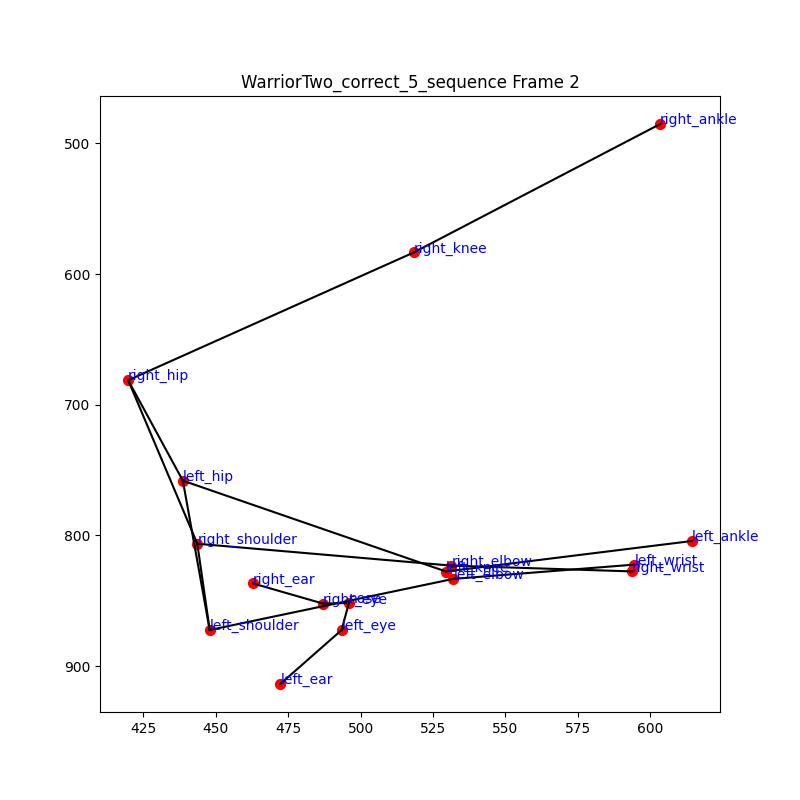 WarriorTwo_correct_5_sequence Frame 2
right_ankle
500
right_knee
600
right_hip
700
left_hip
800
left_ankle
right_shoulder
right_elbow
left_wrist
right_wrist
left_elbow
right_ear
right_eye
left_shoulder
left_eye
900
left_ear
425
450
475
500
525
550
575
600